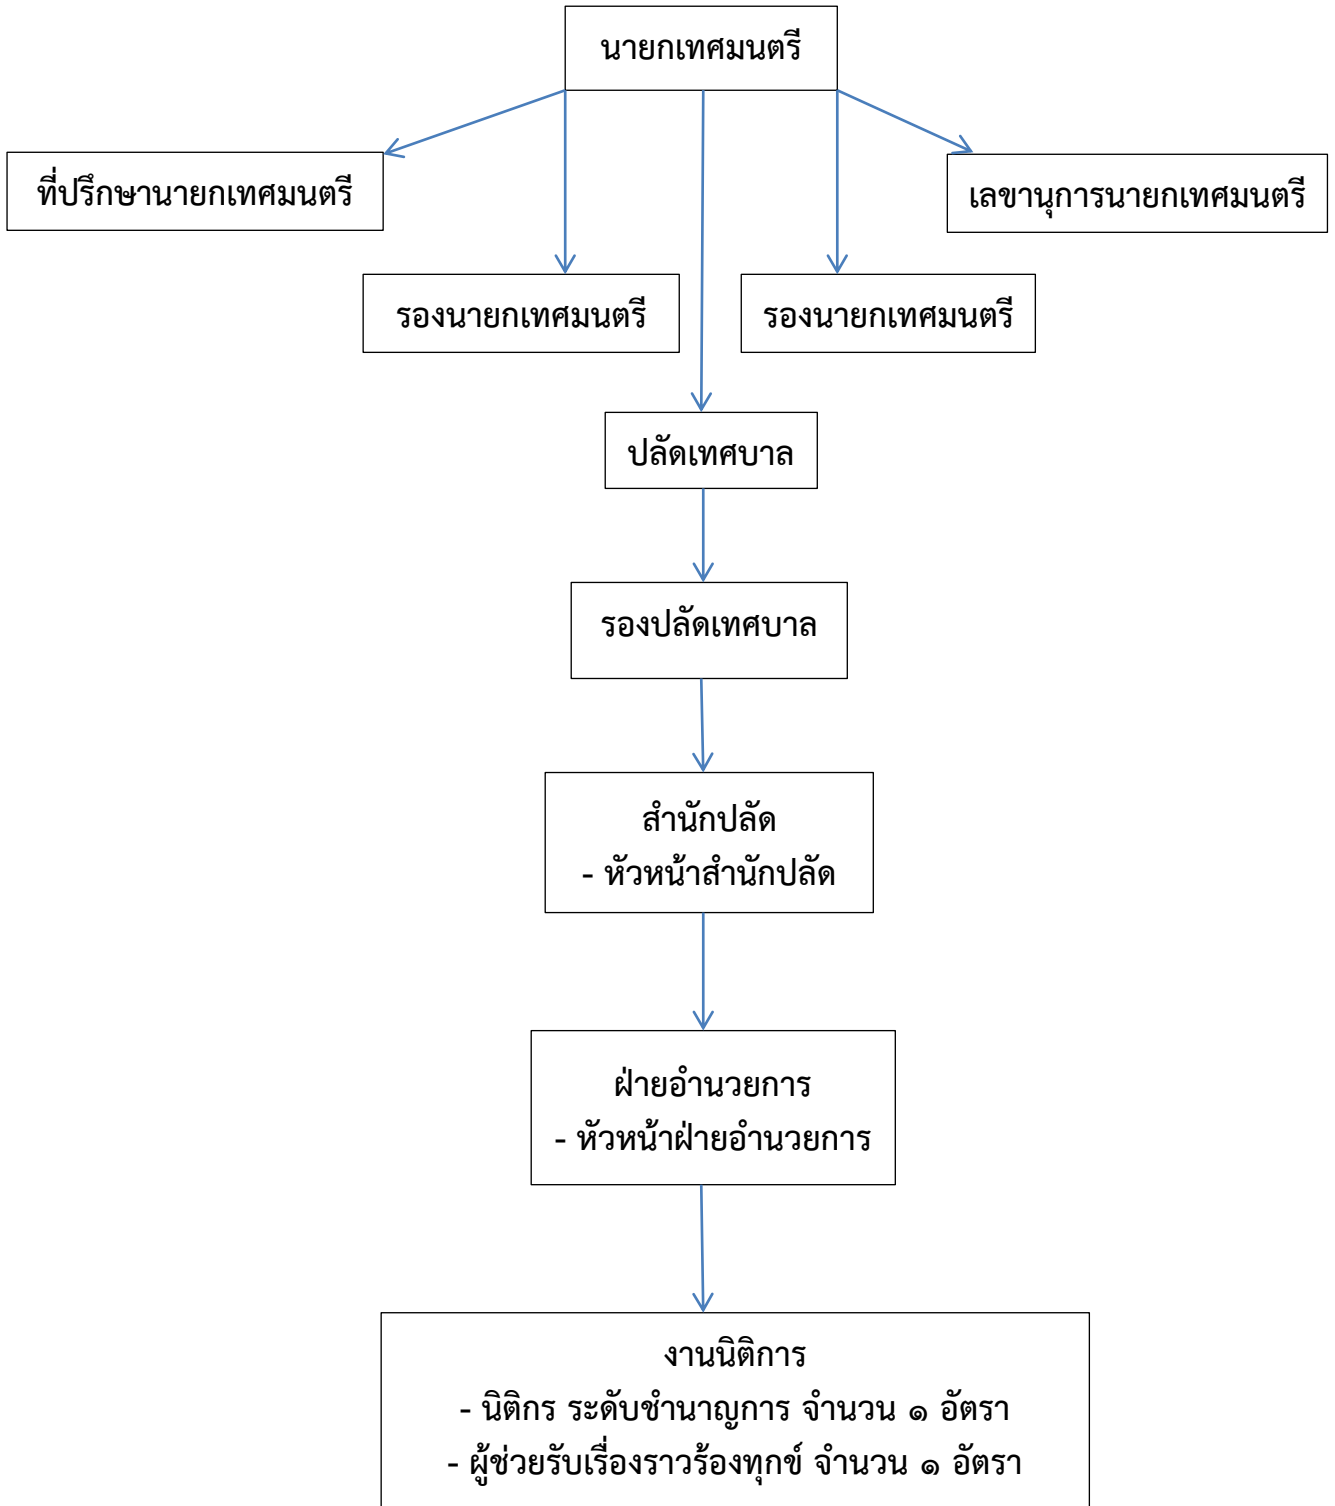 นายกเทศมนตรี
ที่ปรึกษานายกเทศมนตรี
เลขานุการนายกเทศมนตรี
รองนายกเทศมนตรี
รองนายกเทศมนตรี
ปลัดเทศบาล
รองปลัดเทศบาล
สำนักปลัด
- หัวหน้าสำนักปลัด
ฝ่ายอำนวยการ
- หัวหน้าฝ่ายอำนวยการ
งานนิติการ
- นิติกร ระดับชำนาญการ จำนวน ๑ อัตรา
- ผู้ช่วยรับเรื่องราวร้องทุกข์ จำนวน ๑ อัตรา